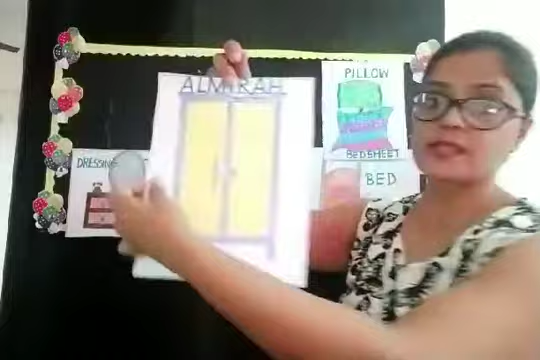 ALMIRAH
PILLOW
BEDSHEET
DRESSING
BED